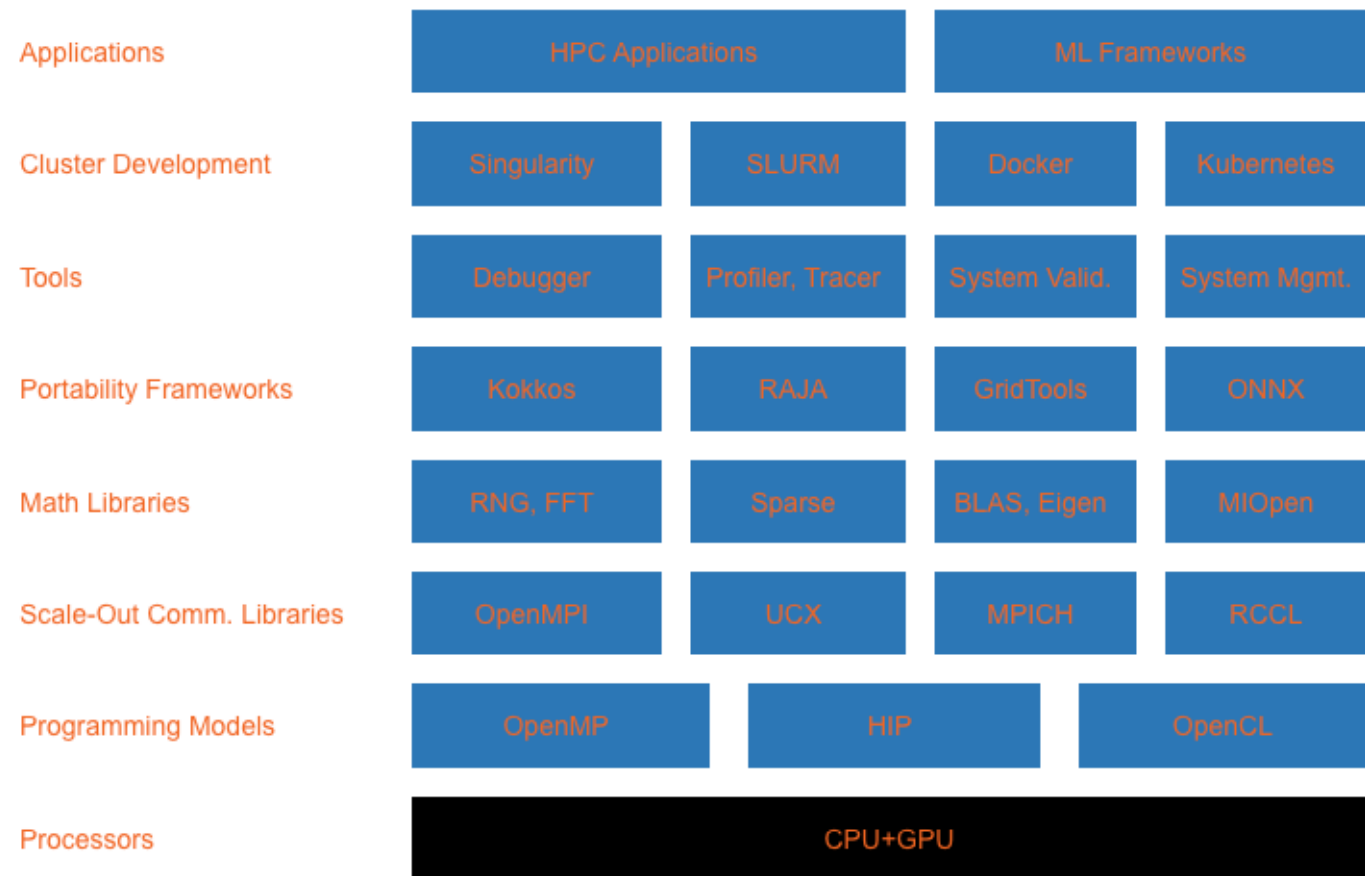 Applications
HPC Applications
ML Frameworks
Cluster Development
Singularity
SLURM
Docker
Kubernetes
Tools
Debugger
Profiler, Tracer
System Valid.
System Mgmt.
Portability Frameworks
Kokkos
RAJA
GridTools
ONNX
Math Libraries
RNG, FFT
Sparse
BLAS, Eigen
MIOpen
Scale-Out Comm. Libraries
OpenMPI
UCX
MPICH
RCCL
Programming Models
OpenMP
HIP
OpenCL
Processors
CPU+GPU